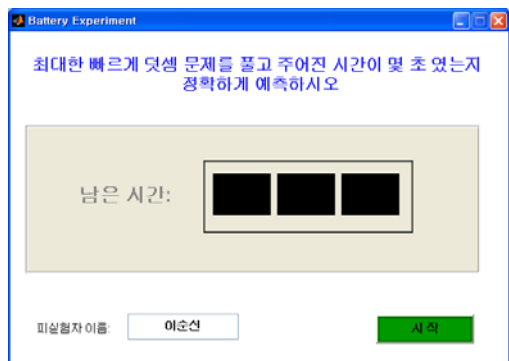 Battery Experiment
최대한 빠르게 덧셈 문제를 풀고 주어진 시간이 몇 초 였는지
정확하게 예측하시오
남은 시간:
피실험자 이름: 이순신 시 작